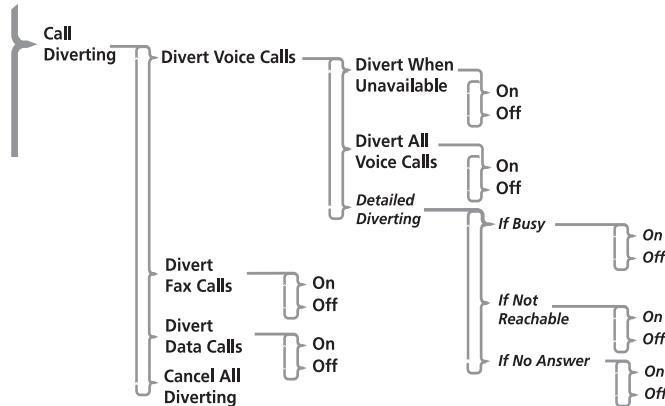 Call
Diverting
Divert Voice Calls
Divert When
Unavailable
On
Off
Divert All
Voice Calls
On
Off
Detailed
Diverting
If Busy
On
Off
If Not
Reachable
On
Off
If No Answer
On
Off
Divert
Fax Calls
On
Off
Divert
Data Calls
On
Off
Cancel All
Diverting